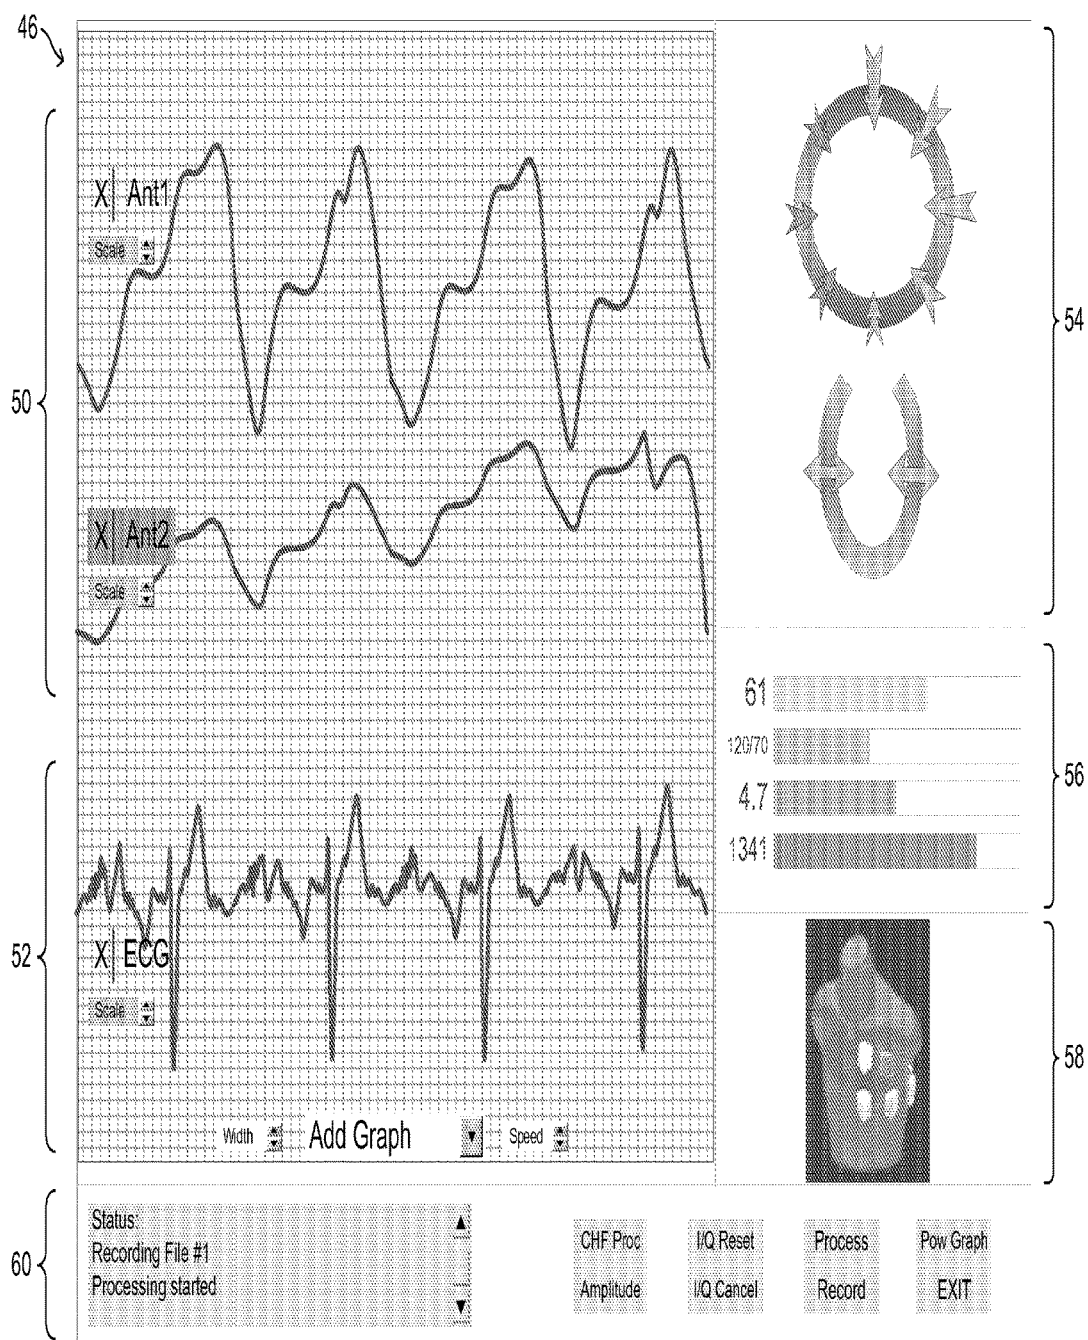 46
X| Ant1
Scale
50
X| Ant2
Scale
52
X| ECG
Scale
Width
Add Graph
Speed
54
61
120/70
4.7
1341
56
58
60
Status:
Recording File #1
Processing started
CHF Proc
I/Q Reset
Process
Pow Graph
Amplitude
I/Q Cancel
Record
EXIT